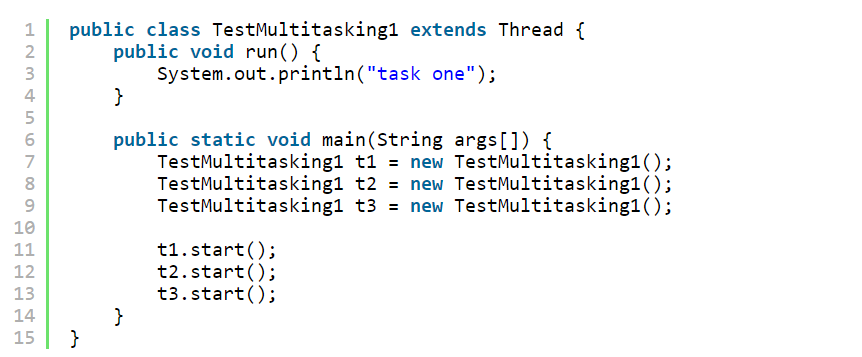 1 public class TestMultitasking1 extends Thread {
2     public void run() {
3         System.out.println("task one");
4     }
5
6     public static void main(String args[]) {
7         TestMultitasking1 t1 = new TestMultitasking1();
8         TestMultitasking1 t2 = new TestMultitasking1();
9         TestMultitasking1 t3 = new TestMultitasking1();
10
11         t1.start();
12         t2.start();
13         t3.start();
14     }
15 }